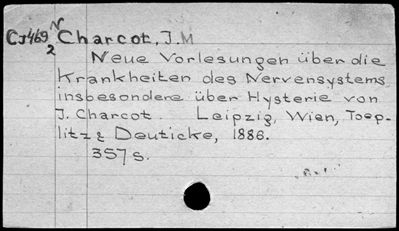 N
CJ469 Charcot, J.M
2
Neue Vorlesungen über die
Krankheiten des Nervensystems
insbesondere über Hysterie von
J. Charcot. Leipzig, Wien, Toep-
litz & Deuticke, 1886.
357 s.